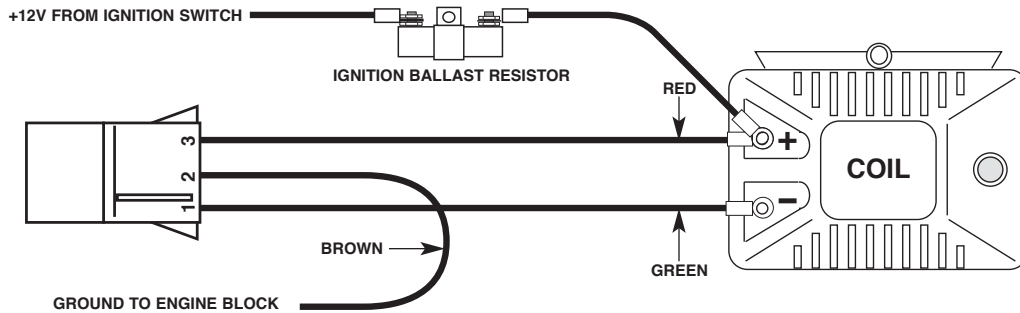 +12V FROM IGNITION SWITCH
IGNITION BALLAST RESISTOR
RED
3
2
1
+
COIL
−
BROWN
GREEN
GROUND TO ENGINE BLOCK